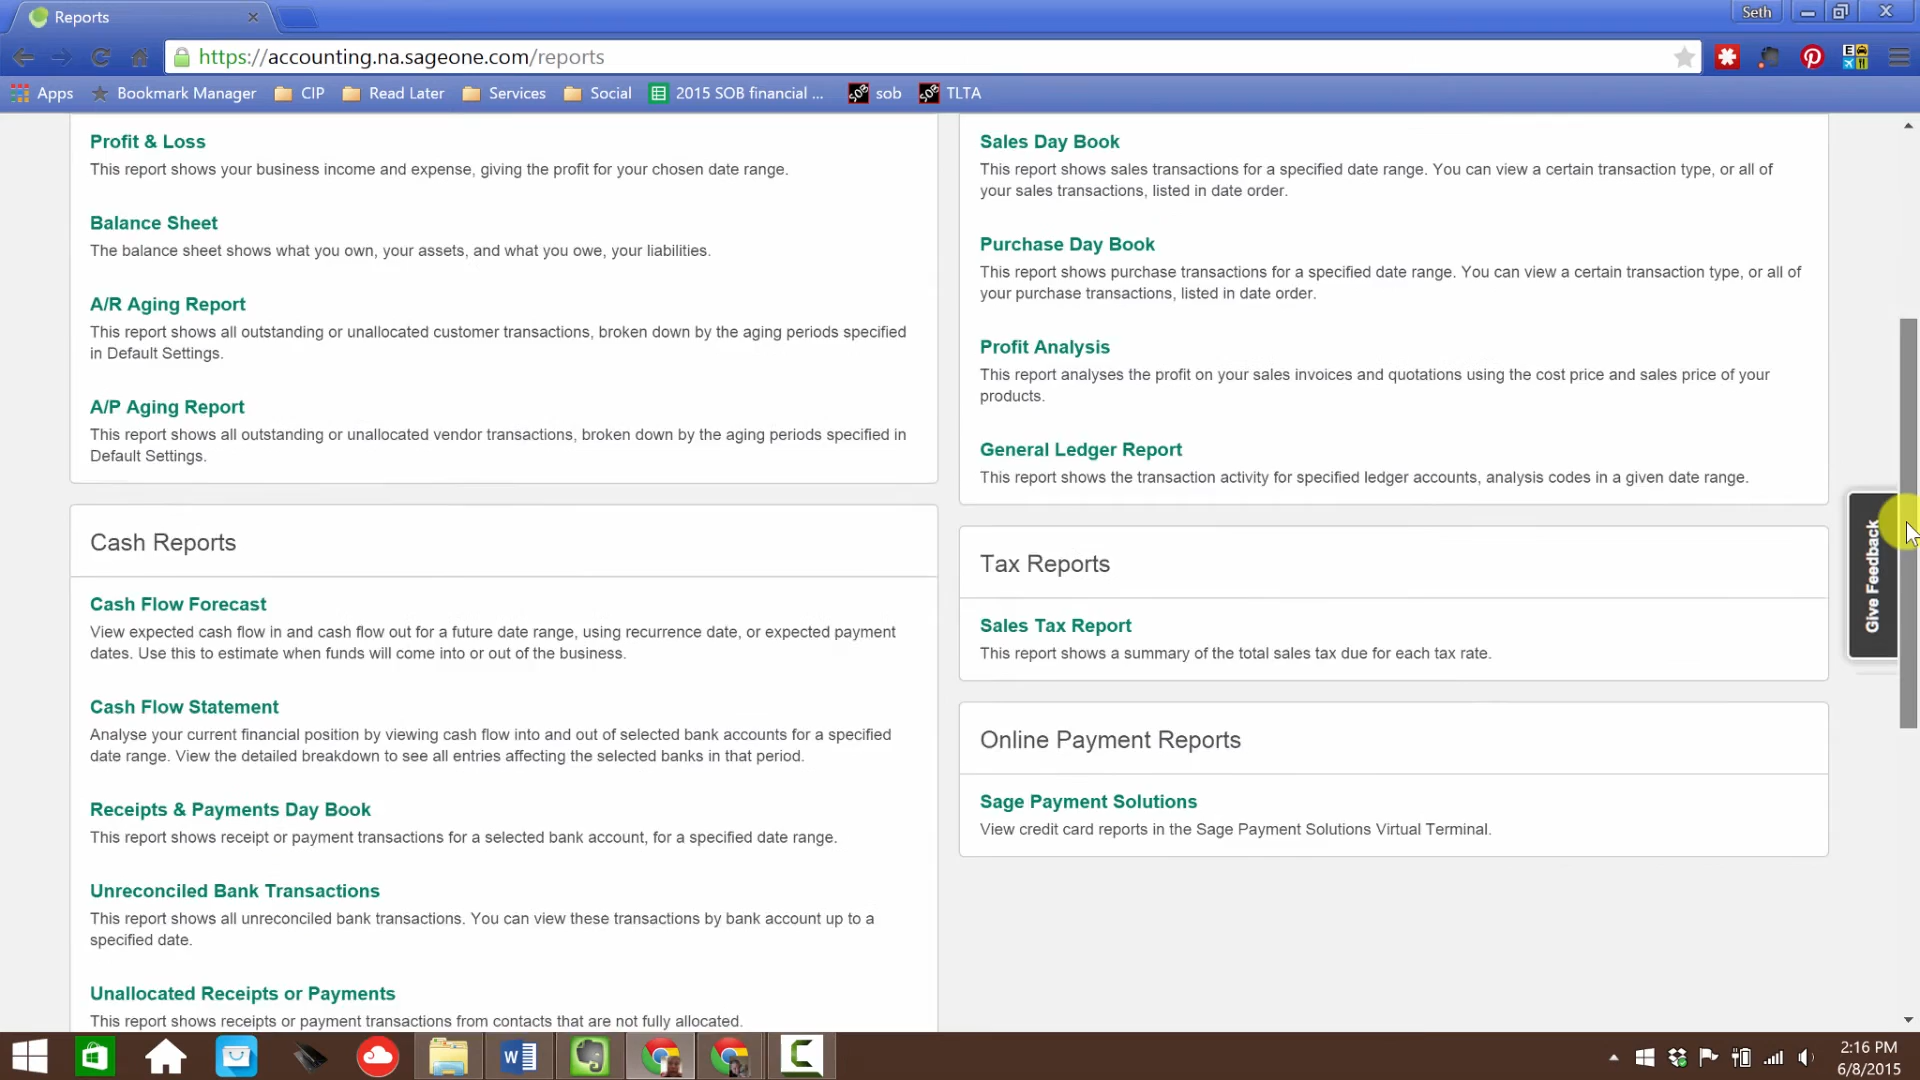 Reports
Seth
https://accounting.na.sageone.com/reports
Apps
Bookmark Manager
CIP
Read Later
Services
Social
2015 SOB financial ...
sob
TLTA
Profit & Loss
This report shows your business income and expense, giving the profit for your chosen date range.
Balance Sheet
The balance sheet shows what you own, your assets, and what you owe, your liabilities.
A/R Aging Report
This report shows all outstanding or unallocated customer transactions, broken down by the aging periods specified
in Default Settings.
A/P Aging Report
This report shows all outstanding or unallocated vendor transactions, broken down by the aging periods specified in
Default Settings.
Cash Reports
Cash Flow Forecast
View expected cash flow in and cash flow out for a future date range, using recurrence date, or expected payment
dates. Use this to estimate when funds will come into or out of the business.
Cash Flow Statement
Analyse your current financial position by viewing cash flow into and out of selected bank accounts for a specified
date range. View the detailed breakdown to see all entries affecting the selected banks in that period.
Receipts & Payments Day Book
This report shows receipt or payment transactions for a selected bank account, for a specified date range.
Unreconciled Bank Transactions
This report shows all unreconciled bank transactions. You can view these transactions by bank account up to a
specified date.
Unallocated Receipts or Payments
This report shows receipts or payment transactions from contacts that are not fully allocated.
Sales Day Book
This report shows sales transactions for a specified date range. You can view a certain transaction type, or all of
your sales transactions, listed in date order.
Purchase Day Book
This report shows purchase transactions for a specified date range. You can view a certain transaction type, or all of
your purchase transactions, listed in date order.
Profit Analysis
This report analyses the profit on your sales invoices and quotations using the cost price and sales price of your
products.
General Ledger Report
This report shows the transaction activity for specified ledger accounts, analysis codes in a given date range.
Tax Reports
Sales Tax Report
This report shows a summary of the total sales tax due for each tax rate.
Online Payment Reports
Sage Payment Solutions
View credit card reports in the Sage Payment Solutions Virtual Terminal.
Give Feedback
2:16 PM
6/8/2015